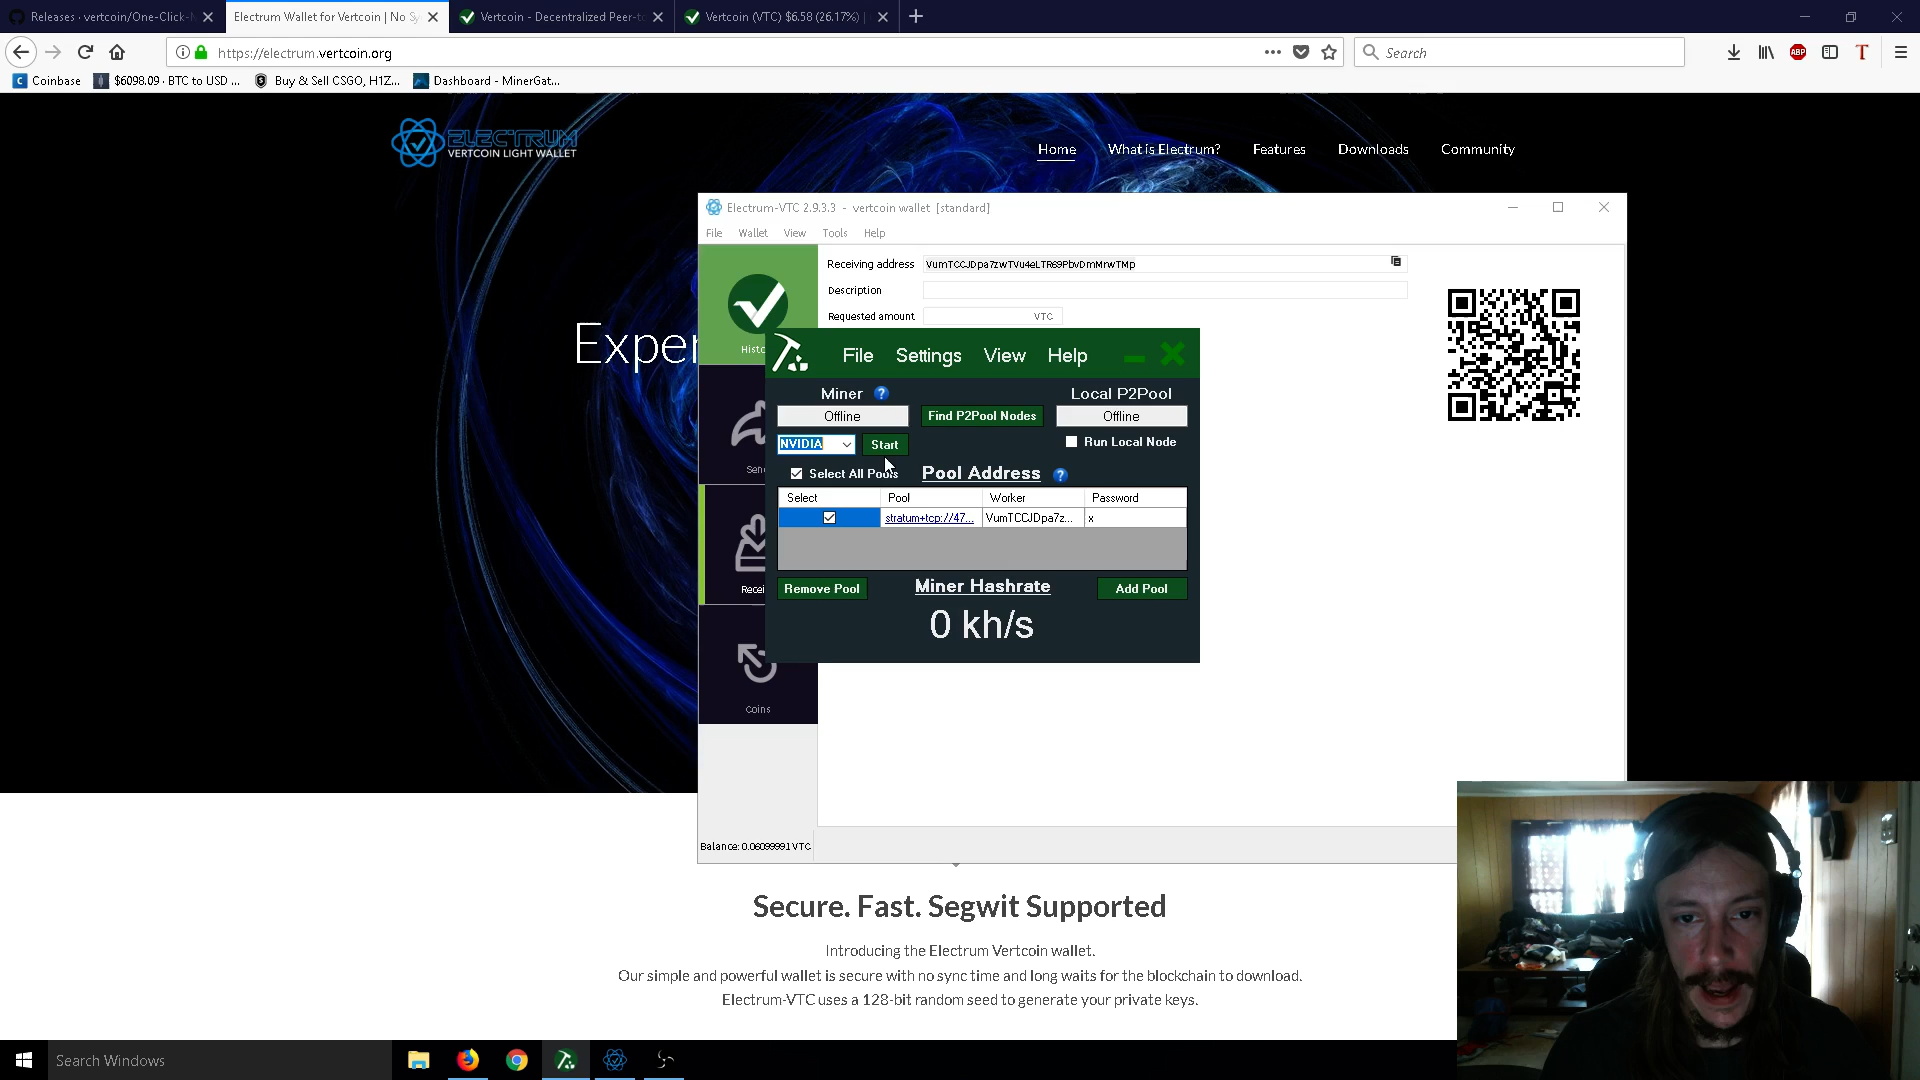 Releases · vertcoin/One-Click-M
Electrum Wallet for Vertcoin | No Sy
Vertcoin - Decentralized Peer-to
Vertcoin (VTC) $6.58 (26.17%) |
https://electrum.vertcoin.org
Search
Coinbase
$6098.09 · BTC to USD ...
Buy & Sell CSGO, H1Z...
Dashboard - MinerGat...
ABP
ELECTRUM
VERTCOIN LIGHT WALLET
Home
What is Electrum?
Features
Downloads
Community
Electrum-VTC 2.9.3.3 - vertcoin wallet [standard]
File Wallet View Tools Help
Receiving address
VumTCCJDpa7zwTVu4eLTR69PbvDmMrwTMp
Description
Requested amount
VTC
Exper
Histo
Sen
Recei
Coins
File Settings View Help
Miner
Local P2Pool
Offline
Find P2Pool Nodes
Offline
NVIDIA
Start
Run Local Node
Select All Pools
Pool Address
Select Pool Worker Password
stratum+tcp://47... VumTCCJDpa7z... x
Remove Pool
Miner Hashrate
Add Pool
0 kh/s
Balance: 0.06099991 VTC
Secure. Fast. Segwit Supported
Introducing the Electrum Vertcoin wallet.
Our simple and powerful wallet is secure with no sync time and long waits for the blockchain to download.
Electrum-VTC uses a 128-bit random seed to generate your private keys.
Search Windows